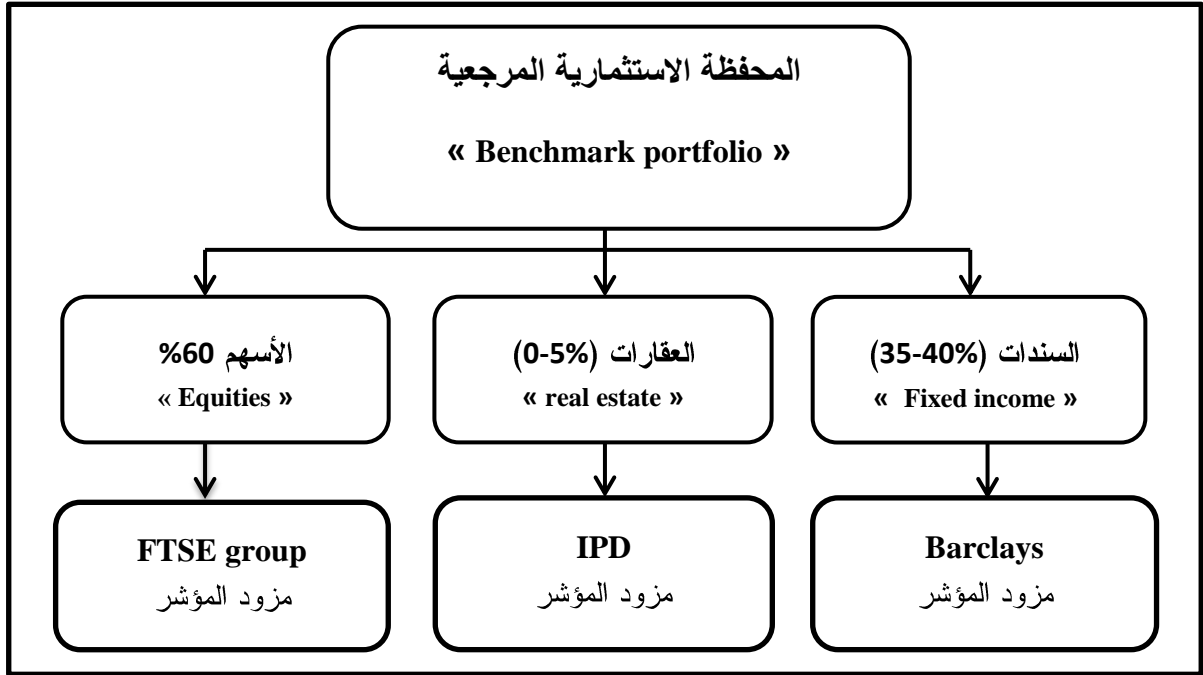 المحفظة الاستثمارية المرجعية
« Benchmark portfolio »
الأسهم 60%
« Equities »
العقارات (0-5%)
« real estate »
السندات (35-40%)
« Fixed income »
FTSE group
مزود المؤشر
IPD
مزود المؤشر
Barclays
مزود المؤشر